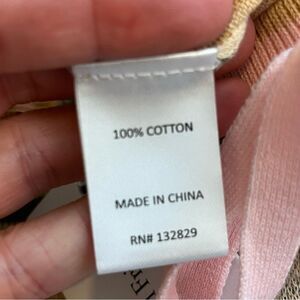 100% COTTON
MADE IN CHINA
RN# 132829